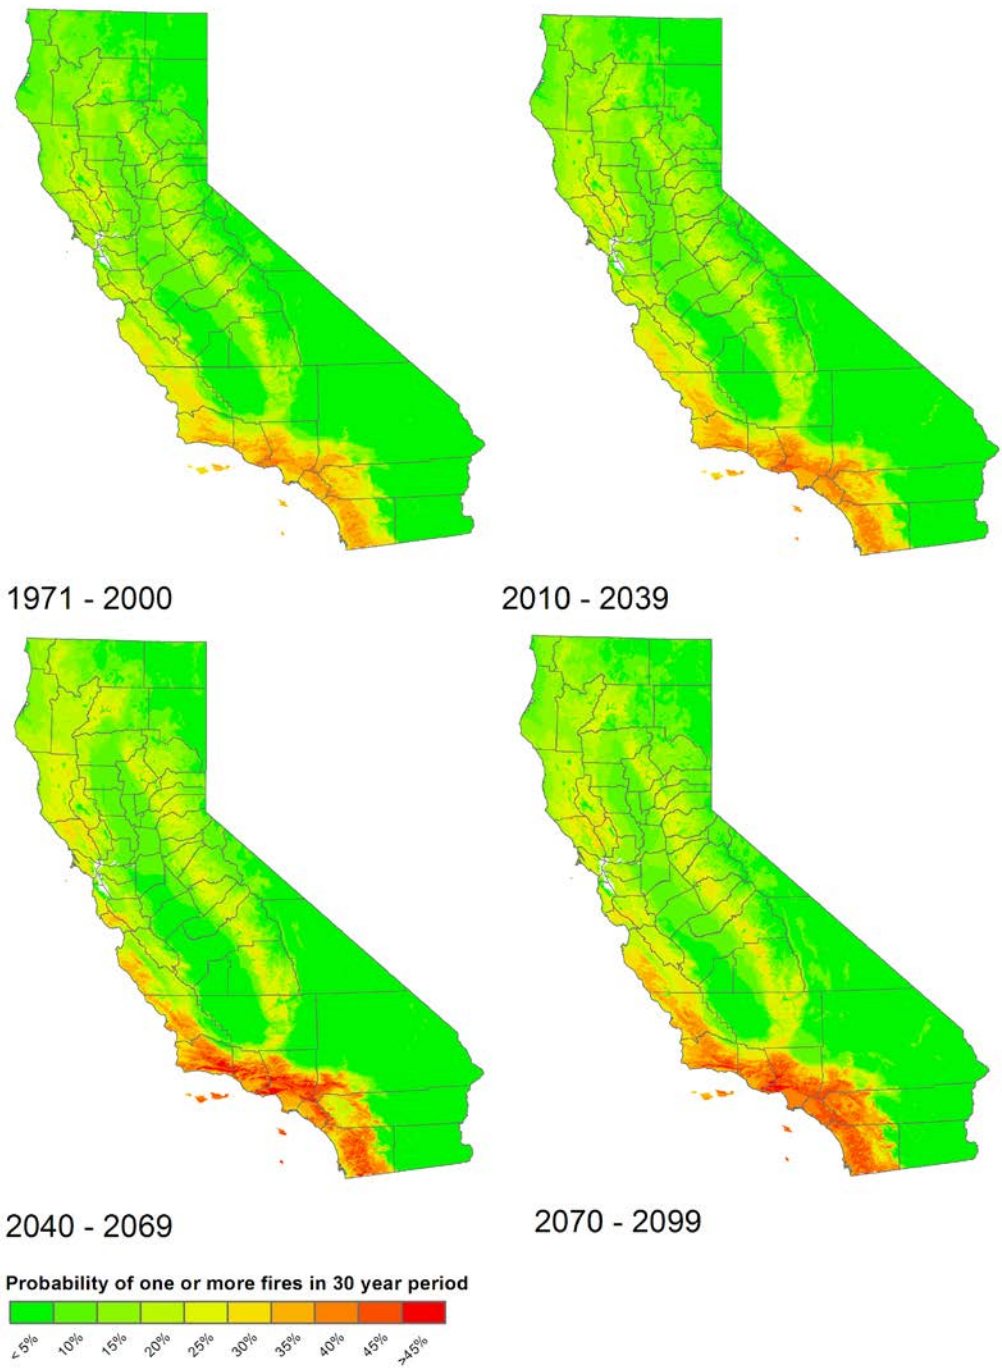 1971 - 2000
2010 - 2039
2040 - 2069
2070 - 2099
Probability of one or more fires in 30 year period
< 5% 10% 15% 20% 25% 30% 35% 40% 45% >45%